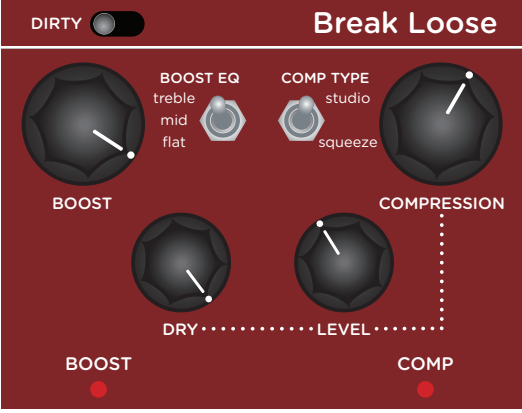 DIRTY
Break Loose
BOOST EQ
treble
mid
flat
COMP TYPE
studio
squeeze
BOOST
COMPRESSION
DRY
LEVEL
BOOST
COMP